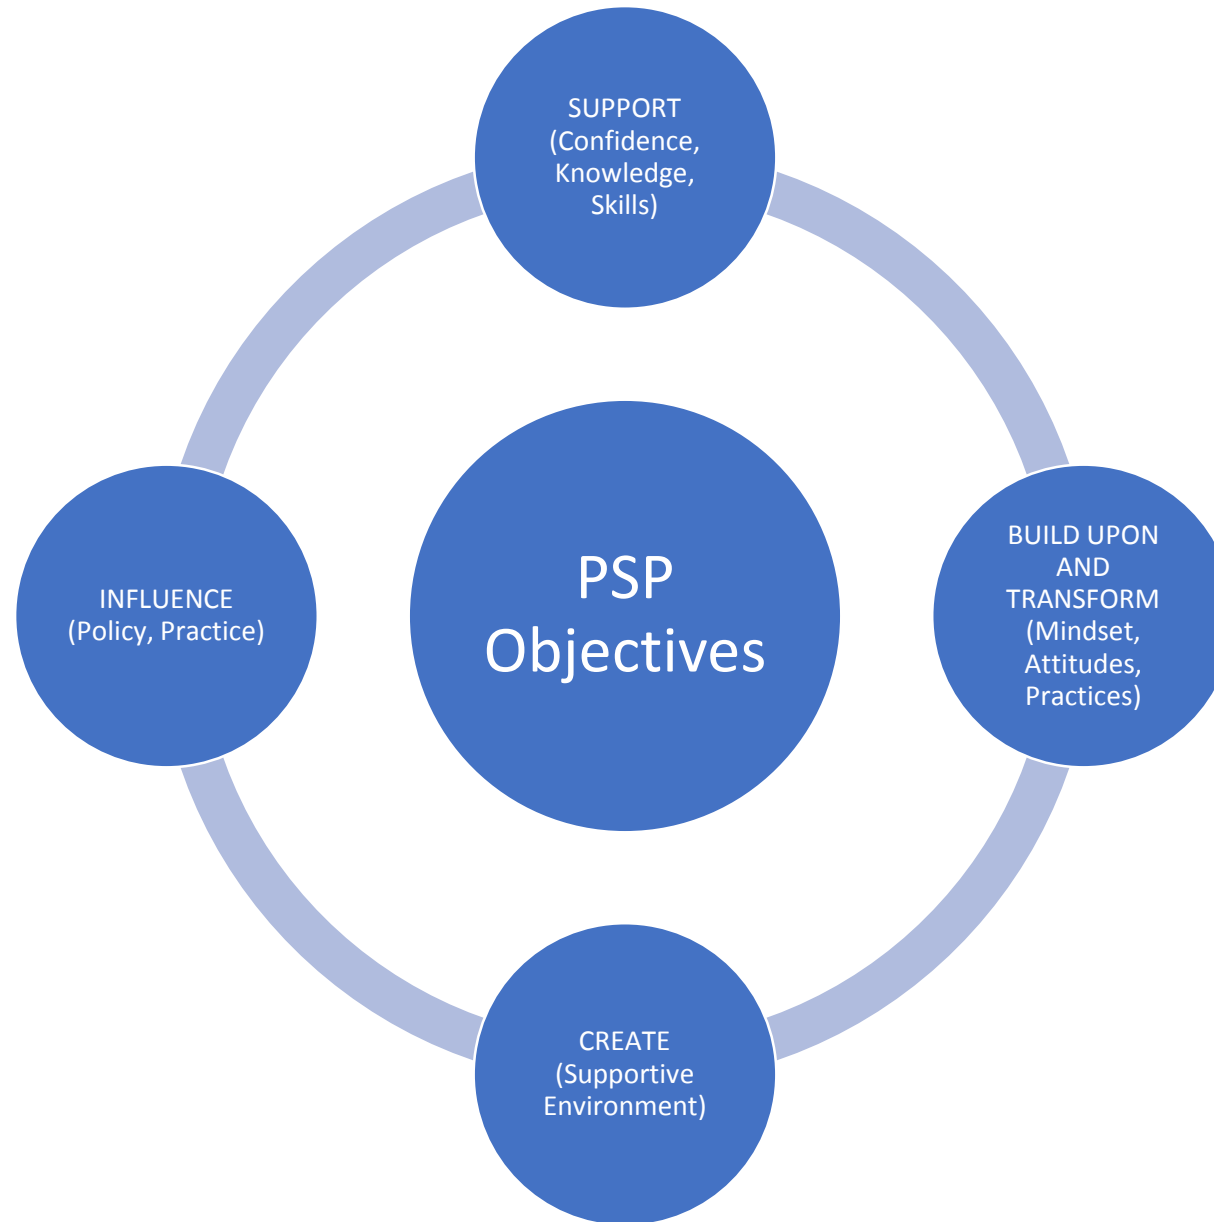 SUPPORT
(Confidence,
Knowledge,
Skills)
BUILD UPON
AND
TRANSFORM
(Mindset,
Attitudes,
Practices)
CREATE
(Supportive
Environment)
INFLUENCE
(Policy, Practice)
PSP
Objectives